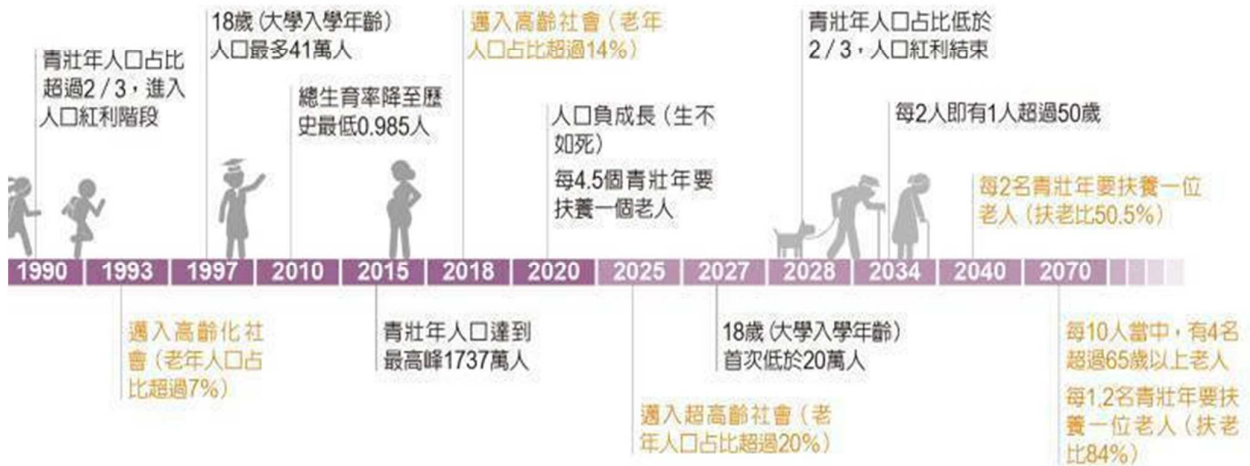 青壯年人口占比
超過2/3，進入
人口紅利階段
18歲(大學入學年齡)
人口最多41萬人
總生育率降至歷
史最低0.985人
邁入高齡社會(老年
人口占比超過14%)
人口負成長(生不
如死)
每4.5個青壯年要
扶養一個老人
青壯年人口占比低於
2/3，人口紅利結束
每2人即有1人超過50歲
每2名青壯年要扶養一位
老人(扶老比50.5%)
1990 1993 1997 2010 2015 2018 2020 2025 2027 2028 2034 2040 2070
邁入高齡化社
會(老年人口占
比超過7%)
青壯年人口達到
最高峰1737萬人
邁入超高齡社會(老
年人口占比超過20%)
18歲(大學入學年齡)
首次低於20萬人
每10人當中，有4名
超過65歲以上老人
每1.2名青壯年要扶
養一位老人(扶老
比84%)